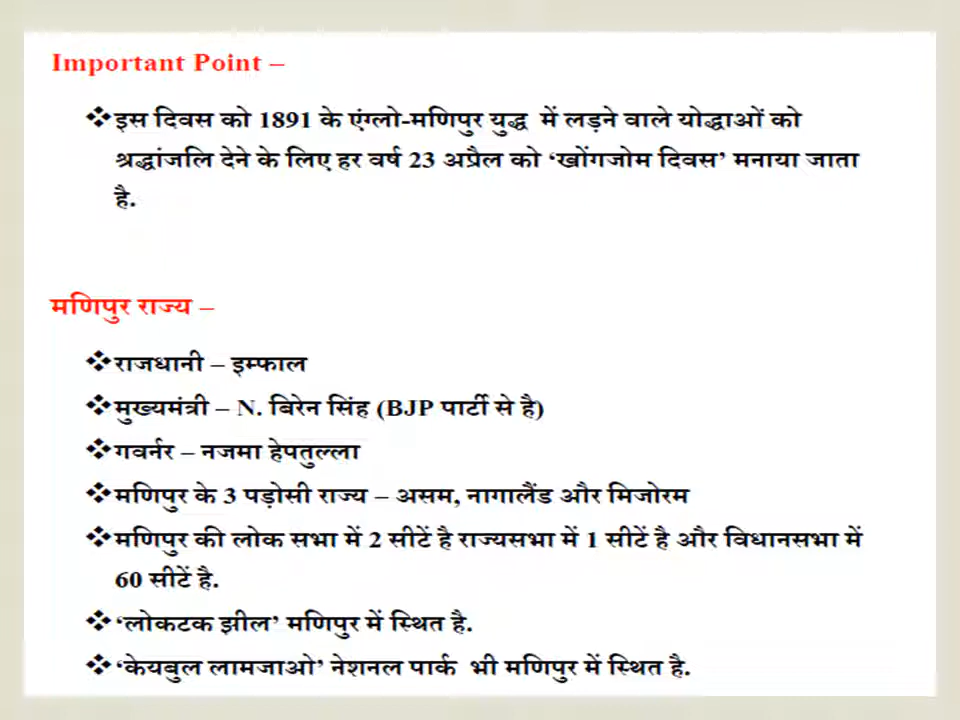 Important Point –
❖इस दिवस को 1891 के एंग्लो-मणिपुर युद्ध में लड़ने वाले योद्धाओं को
श्रद्धांजलि देने के लिए हर वर्ष 23 अप्रैल को ‘खोंगजोम दिवस’ मनाया जाता
है.
मणिपुर राज्य –
❖राजधानी – इम्फाल
❖मुख्यमंत्री – N. बिरेन सिंह (BJP पार्टी से है)
❖गवर्नर – नजमा हेपतुल्ला
❖मणिपुर के 3 पड़ोसी राज्य – असम, नागालैंड और मिजोरम
❖मणिपुर की लोक सभा में 2 सीटें है राज्यसभा में 1 सीटें है और विधानसभा में
60 सीटें है.
❖‘लोकटक झील’ मणिपुर में स्थित है.
❖‘केयबुल लामजाओ’ नेशनल पार्क भी मणिपुर में स्थित है.